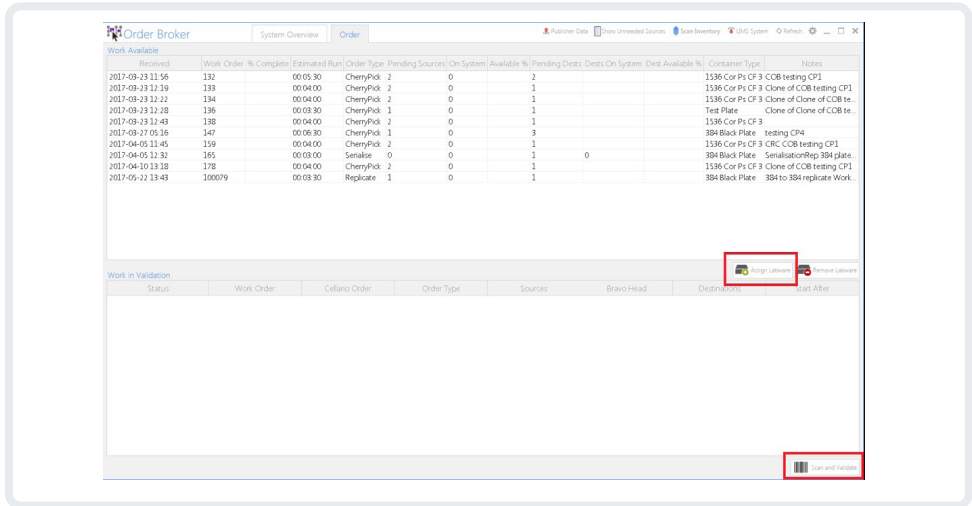 Order Broker System Overview Order Publisher Data Show Unneeded Sources Scan Inventory LIMS System Refresh
Work Available
Received Work Order % Complete Estimated Run Order Type Pending Sources On System Available % Pending Dests Dests On System Dest Available % Container Type Notes
2017-03-23 11:56 132 00:05:30 CherryPick 2 0 2 1536 Cor Ps CF 3 COB testing CP1
2017-03-23 12:19 133 00:04:00 CherryPick 2 0 1 1536 Cor Ps CF 3 Clone of COB testing CP1
2017-03-23 12:22 134 00:04:00 CherryPick 2 0 1 1536 Cor Ps CF 3 Clone of Clone of COB te...
2017-03-23 12:28 136 00:03:30 CherryPick 1 0 1 Test Plate Clone of Clone of COB te...
2017-03-23 12:43 138 00:04:00 CherryPick 2 0 1 1536 Cor Ps CF 3
2017-03-27 05:16 147 00:06:30 CherryPick 1 0 3 384 Black Plate testing CP4
2017-04-05 11:45 159 00:04:00 CherryPick 2 0 1 1536 Cor Ps CF 3 CRC COB testing CP1
2017-04-05 12:32 165 00:03:00 Serialise 0 0 1 0 384 Black Plate SerialisationRep 384 plate...
2017-04-10 13:18 178 00:04:00 CherryPick 2 0 1 1536 Cor Ps CF 3 Clone of COB testing CP1
2017-05-22 13:43 100079 00:03:30 Replicate 1 0 1 384 Black Plate 384 to 384 replicate Work...
Assign Labware Remove Labware
Work in Validation
Status Work Order Cellario Order Order Type Sources Bravo Head Destinations Start After
Scan and Validate